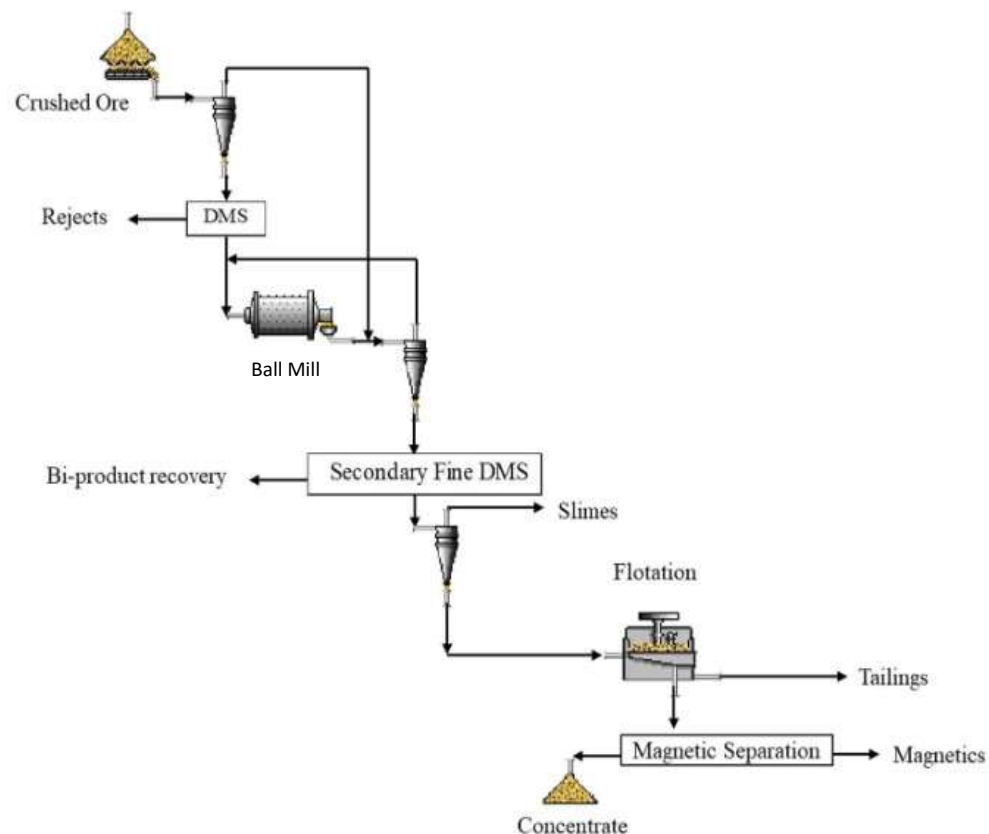 Crushed Ore
Rejects
DMS
Ball Mill
Bi-product recovery
Secondary Fine DMS
Slimes
Flotation
Tailings
Magnetic Separation
Magnetics
Concentrate